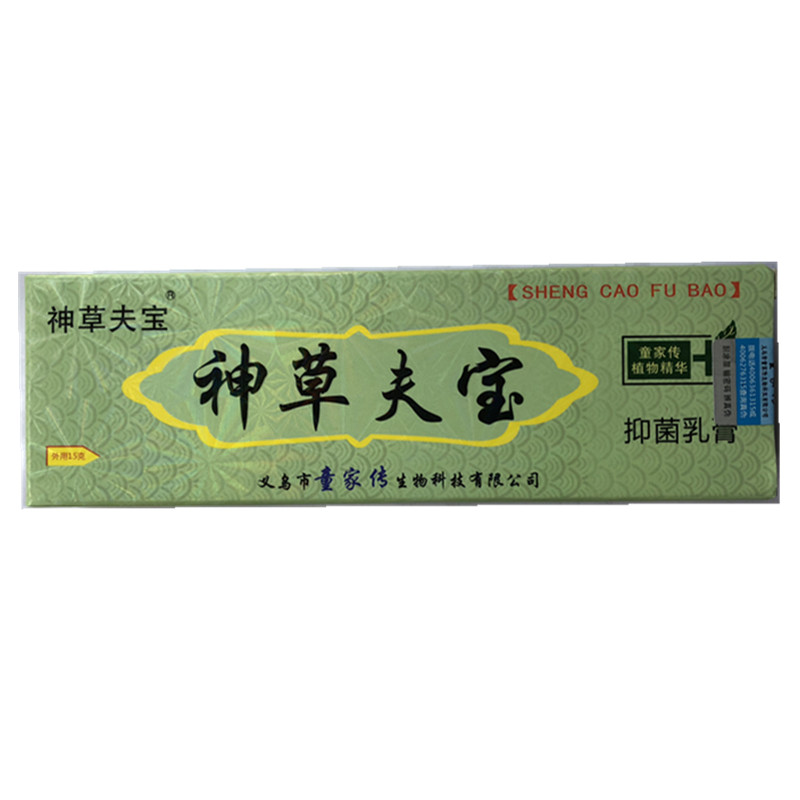 神草夫宝®
【SHENG CAO FU BAO】
神草夫宝
童家传
植物精华
抑菌乳膏
外用15克
义乌市童家传生物科技有限公司